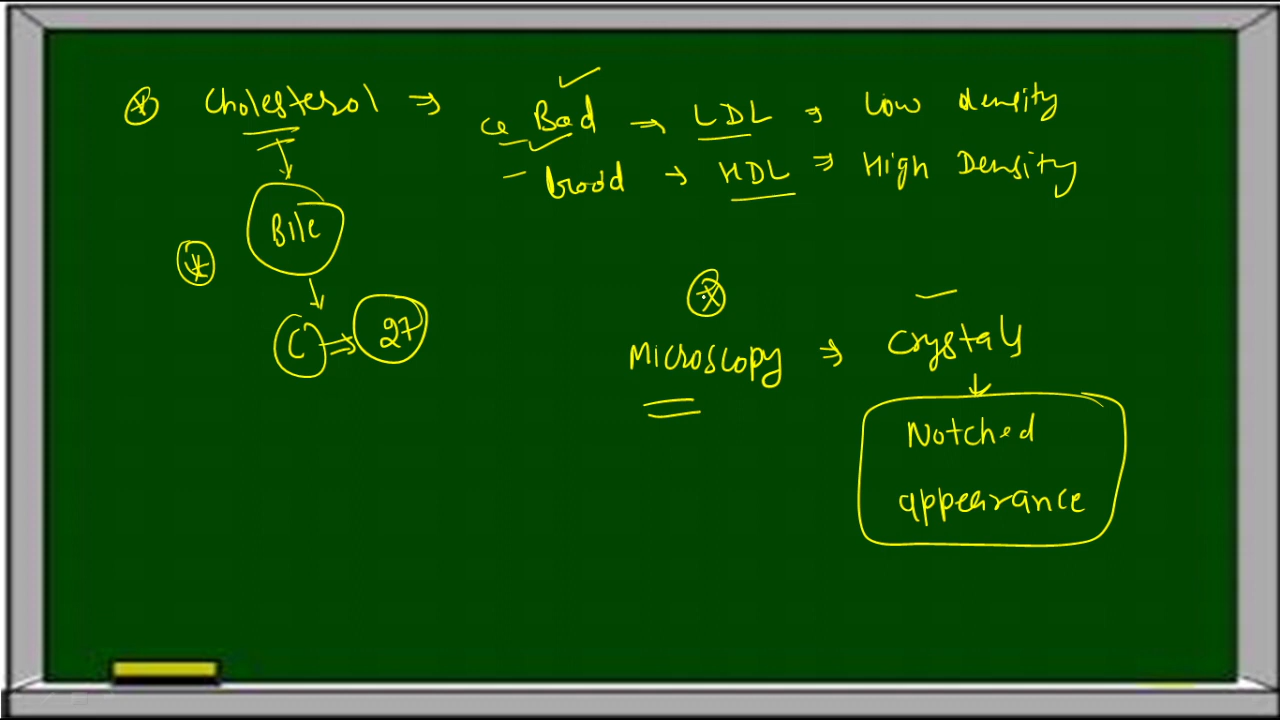 Cholesterol ⇒ Bad → LDL ⇒ Low density
- Good → HDL ⇒ High Density
Bile
C ⇒ 27
Microscopy ⇒ Crystals
Notched
appearance